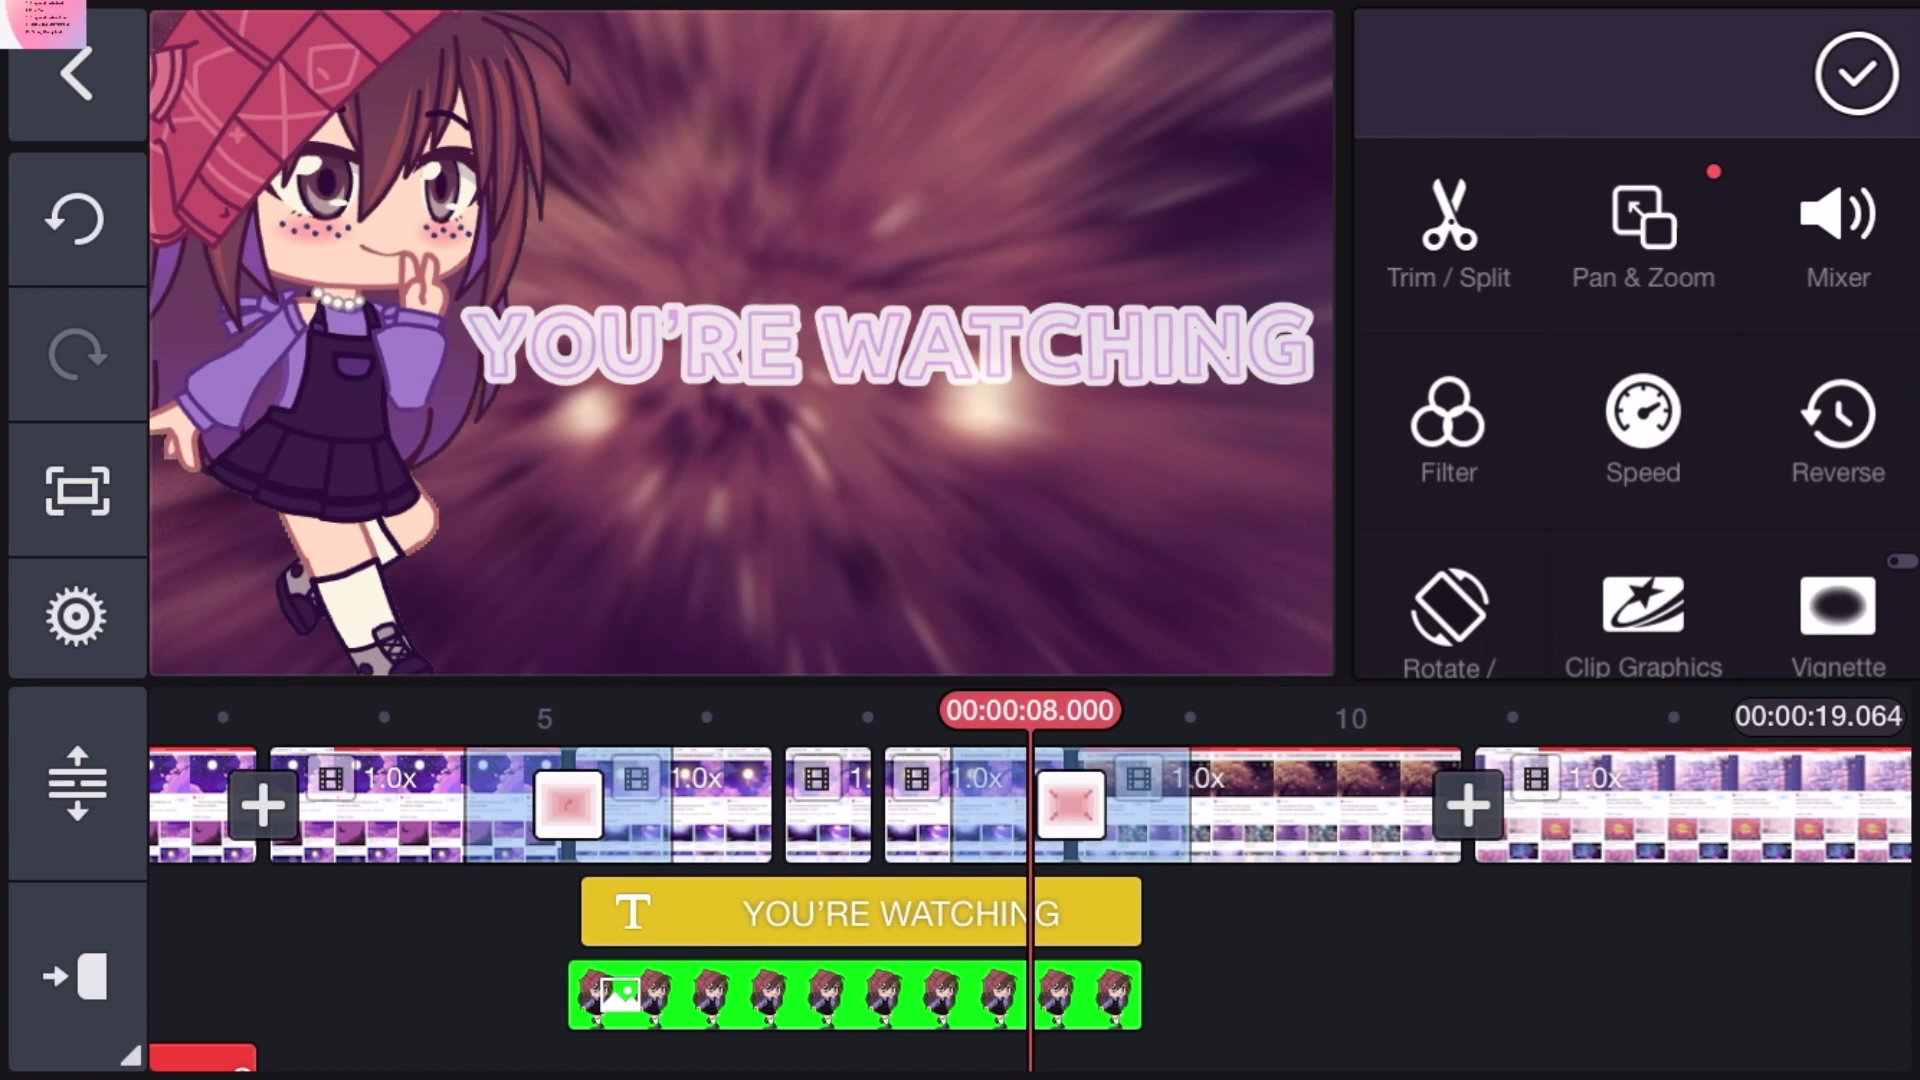 YOU'RE WATCHING
Trim / Split
Pan & Zoom
Mixer
Filter
Speed
Reverse
Rotate /
Clip Graphics
Vignette
5
00:00:08.000
10
00:00:19.064
1.0x
1.0x
1
1.0x
1.0x
1.0x
T YOU'RE WATCHING